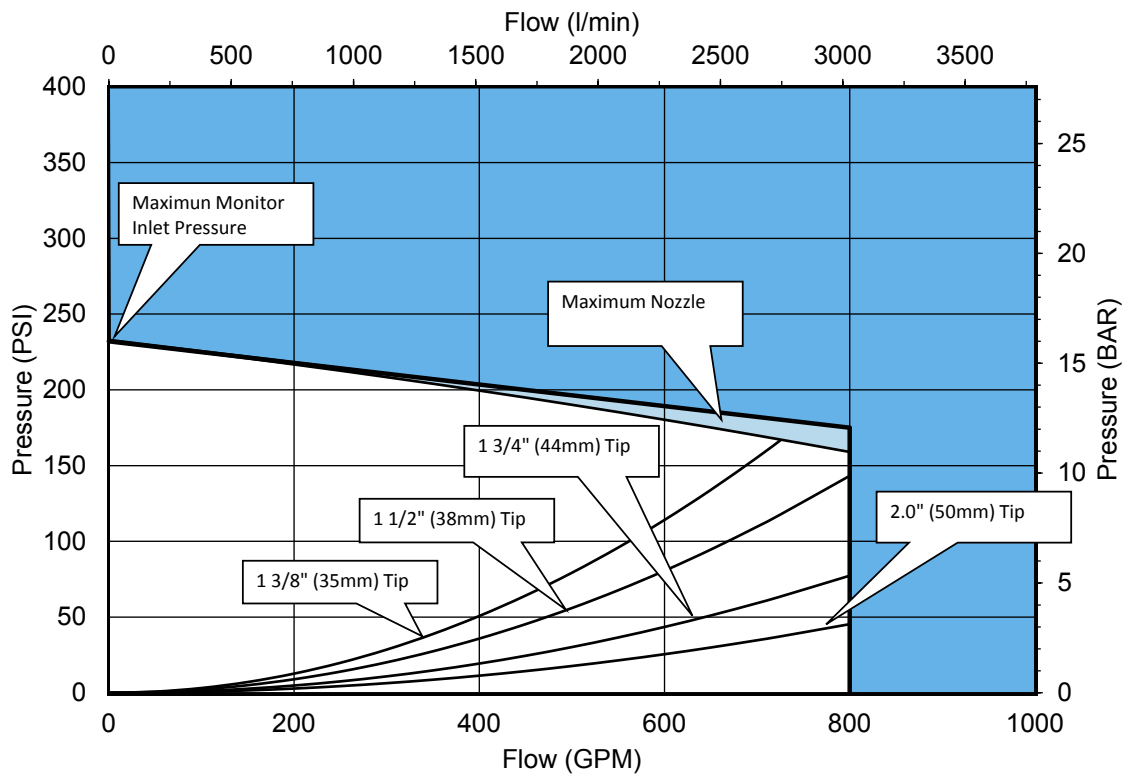 Flow (l/min)
0 500 1000 1500 2000 2500 3000 3500
400
350
300
250
200
150
100
50
0
Pressure (PSI)
Maximun Monitor
Inlet Pressure
Maximum Nozzle
1 3/4" (44mm) Tip
1 1/2" (38mm) Tip
2.0" (50mm) Tip
1 3/8" (35mm) Tip
25
20
15
10
5
0
Pressure (BAR)
0 200 400 600 800 1000
Flow (GPM)